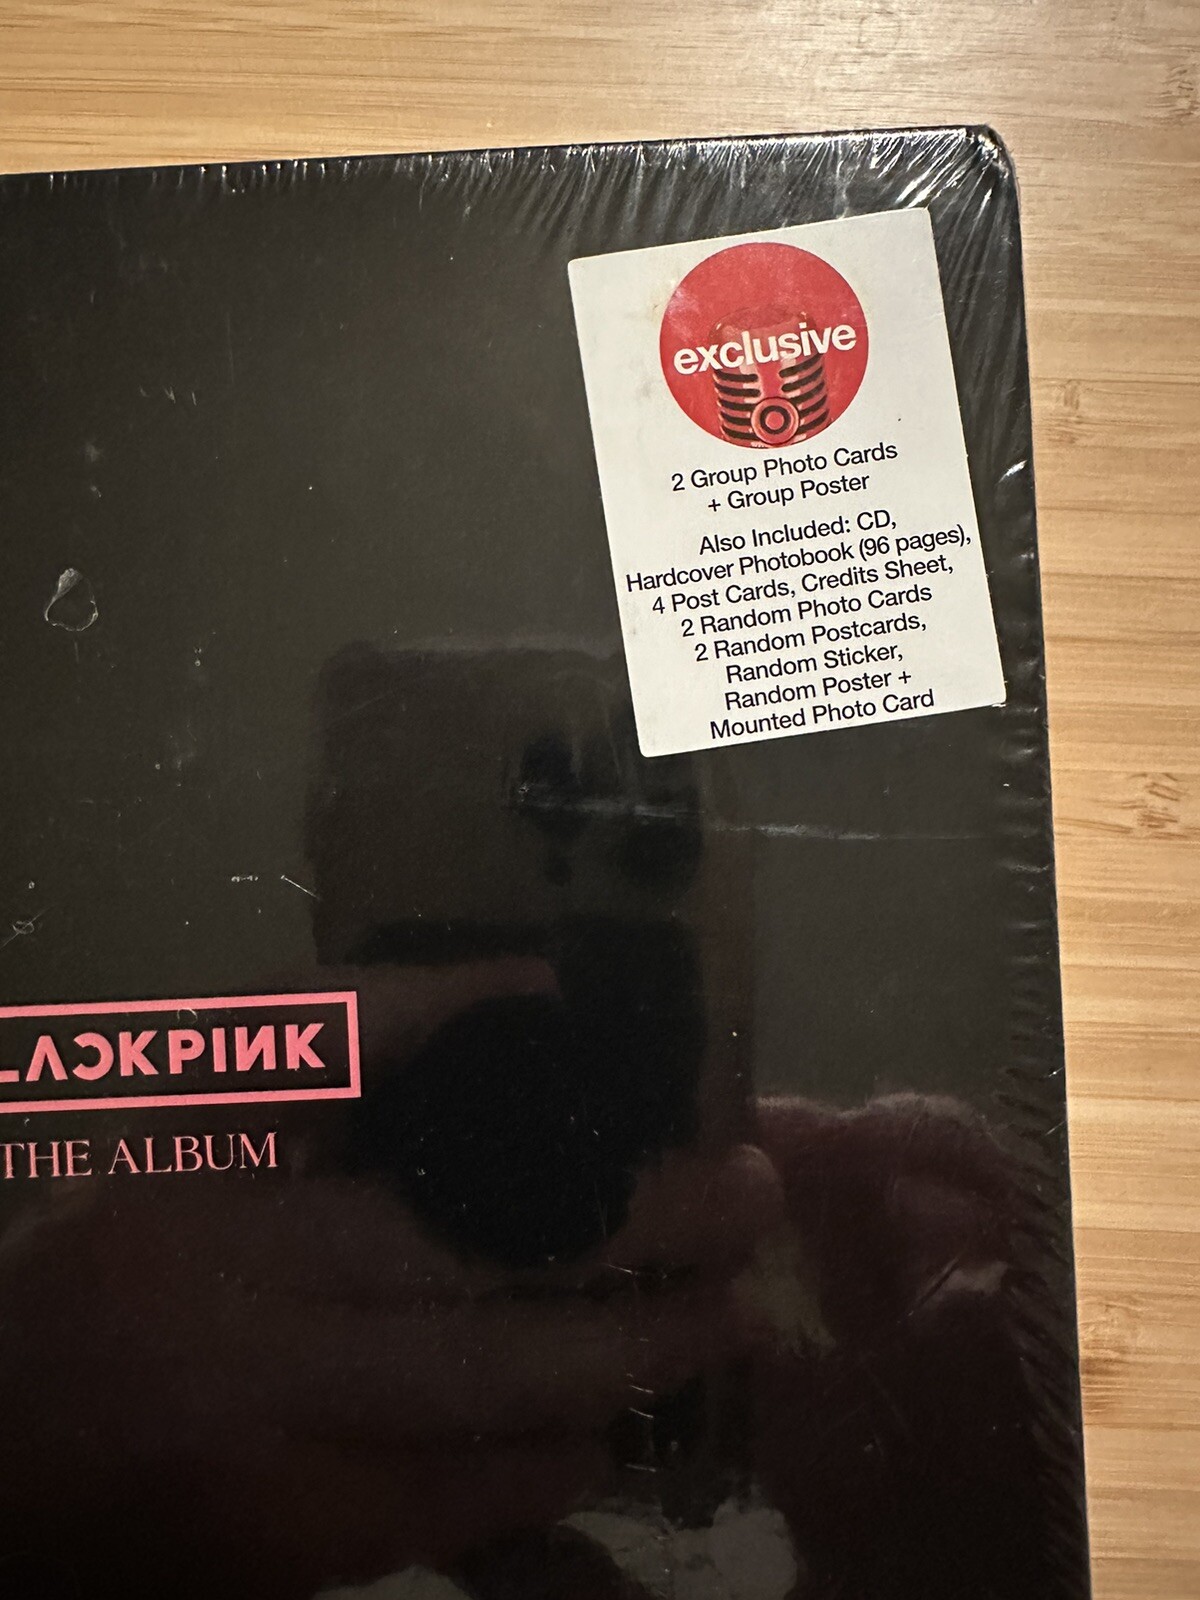 exclusive
2 Group Photo Cards
+ Group Poster
Also Included: CD,
Hardcover Photobook (96 pages),
4 Post Cards, Credits Sheet,
2 Random Photo Cards
2 Random Postcards,
Random Sticker,
Random Poster +
Mounted Photo Card
LACKPINK
THE ALBUM